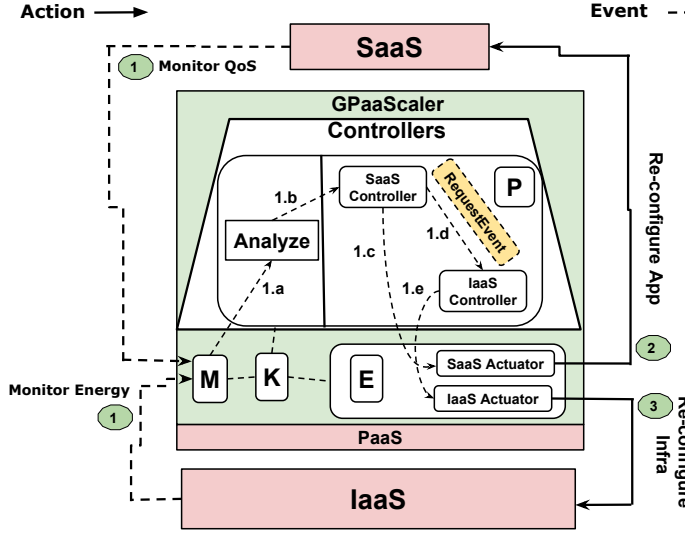 Action
Event
SaaS
1
Monitor QoS
GPaaScaler
Controllers
SaaS
Controller
RequestEvent
P
1.b
Analyze
1.d
1.c
1.a
1.e
IaaS
Controller
Re-configure App
2
M
K
E
SaaS Actuator
IaaS Actuator
Monitor Energy
1
3
Re-configure
Infra
PaaS
IaaS